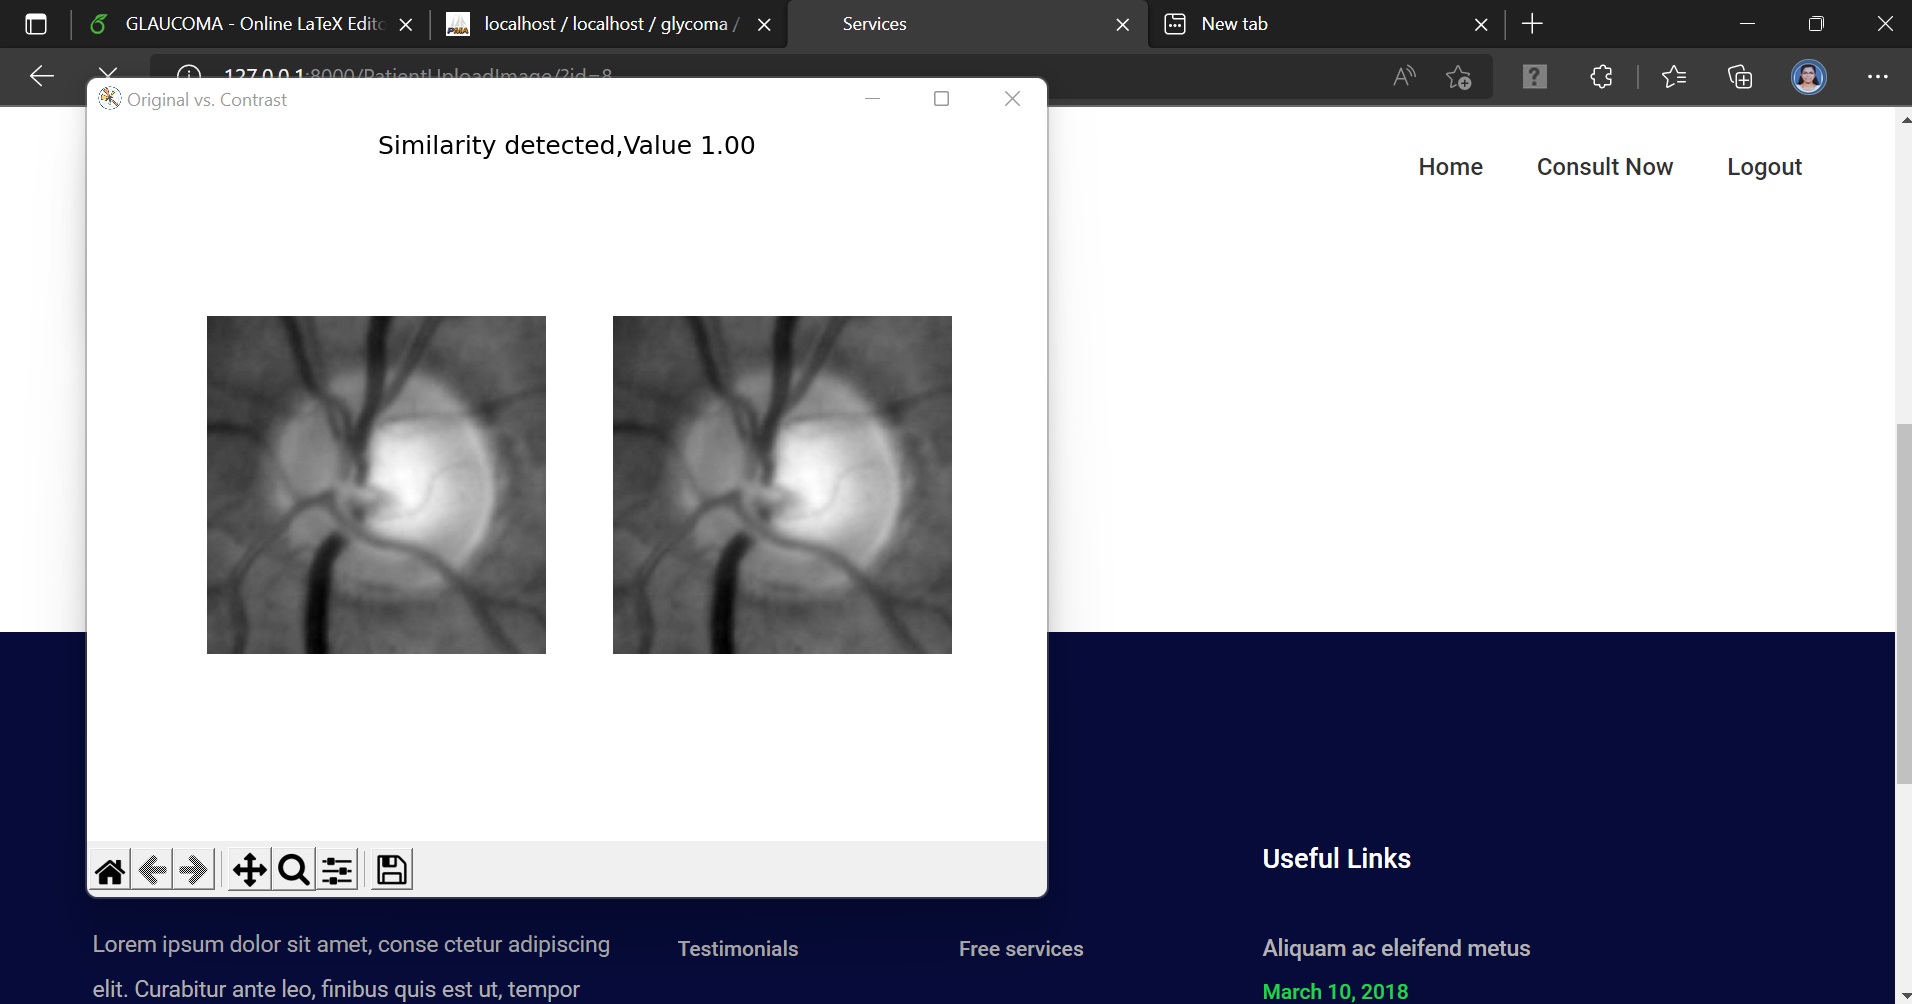 GLAUCOMA - Online LaTeX Edit
localhost / localhost / glycoma /
Services
New tab
127.0.0.1:8000/PatientUploadImage/?id=8
Original vs. Contrast
Similarity detected,Value 1.00
Home Consult Now Logout
Useful Links
Lorem ipsum dolor sit amet, conse ctetur adipiscing
elit. Curabitur ante leo, finibus quis est ut, tempor
Testimonials
Free services
Aliquam ac eleifend metus
March 10, 2018